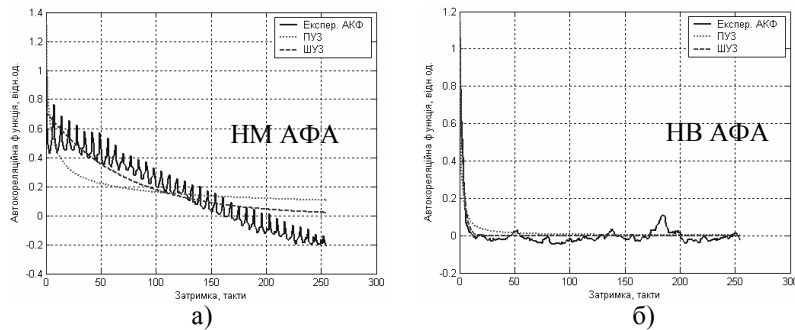 1.4
1.2
1
0.8
0.6
0.4
0.2
0
-0.2
-0.4
0 50 100 150 200 250 300
Автокореляційна функція, відн.од.
Затримка, такти
Експер. АКФ
ПУЗ
ШУЗ
НМ АФА
а)
1.2
1
0.8
0.6
0.4
0.2
0
-0.2
0 50 100 150 200 250 300
Автокореляційна функція, відн.од.
Затримка, такти
Експер. АКФ
ПУЗ
ШУЗ
НВ АФА
б)